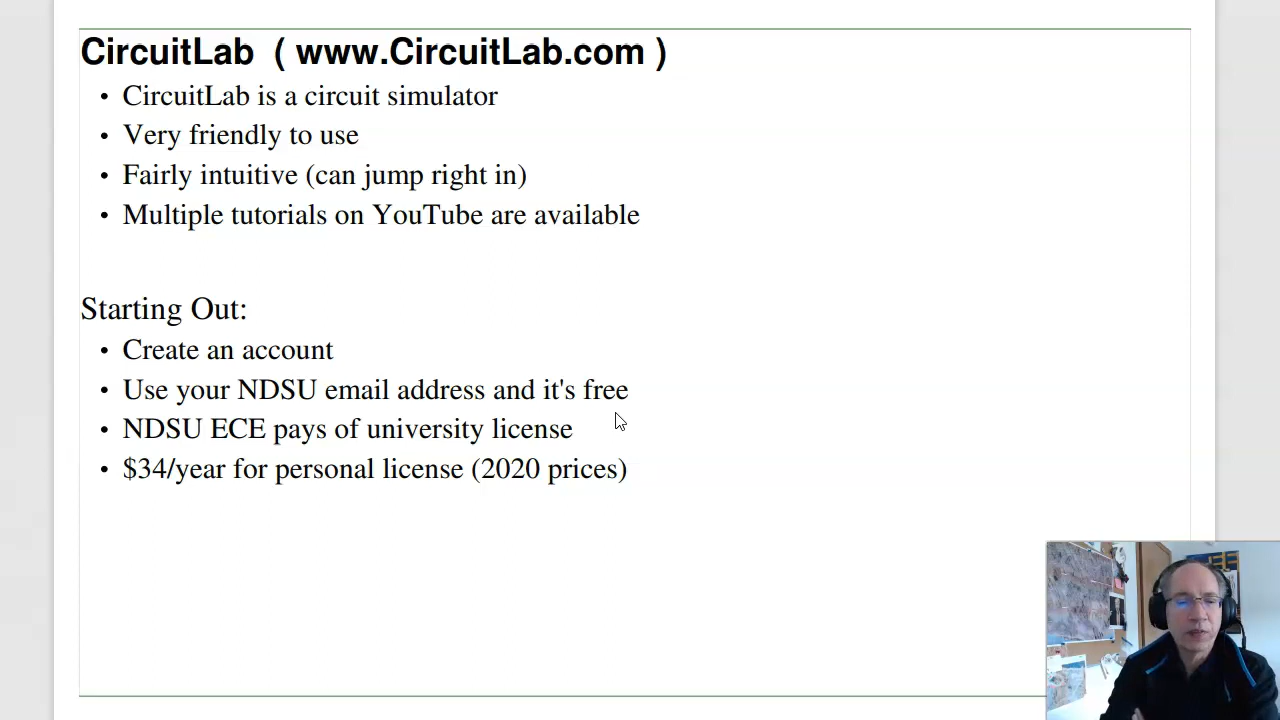 CircuitLab ( www.CircuitLab.com )
• CircuitLab is a circuit simulator
• Very friendly to use
• Fairly intuitive (can jump right in)
• Multiple tutorials on YouTube are available
Starting Out:
• Create an account
• Use your NDSU email address and it's free
• NDSU ECE pays of university license
• $34/year for personal license (2020 prices)